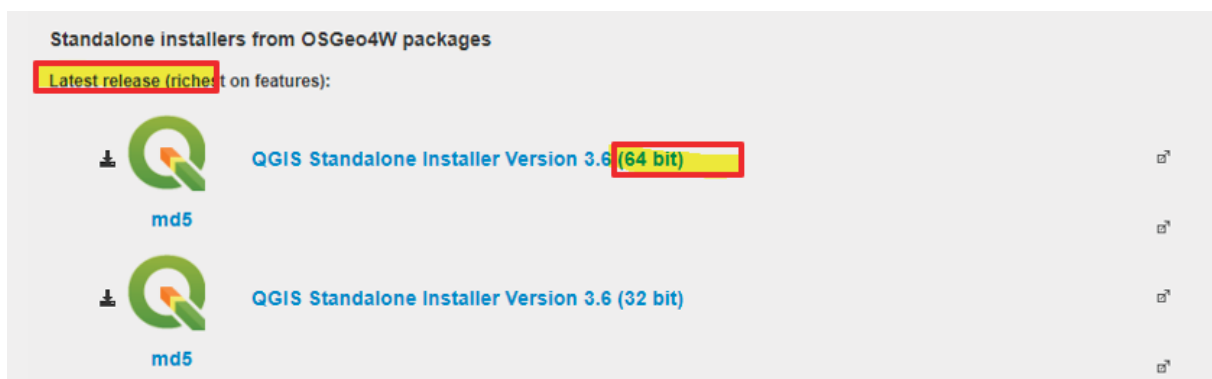 Standalone installers from OSGeo4W packages
Latest release (richest on features):
QGIS Standalone Installer Version 3.6 (64 bit)
md5
QGIS Standalone Installer Version 3.6 (32 bit)
md5